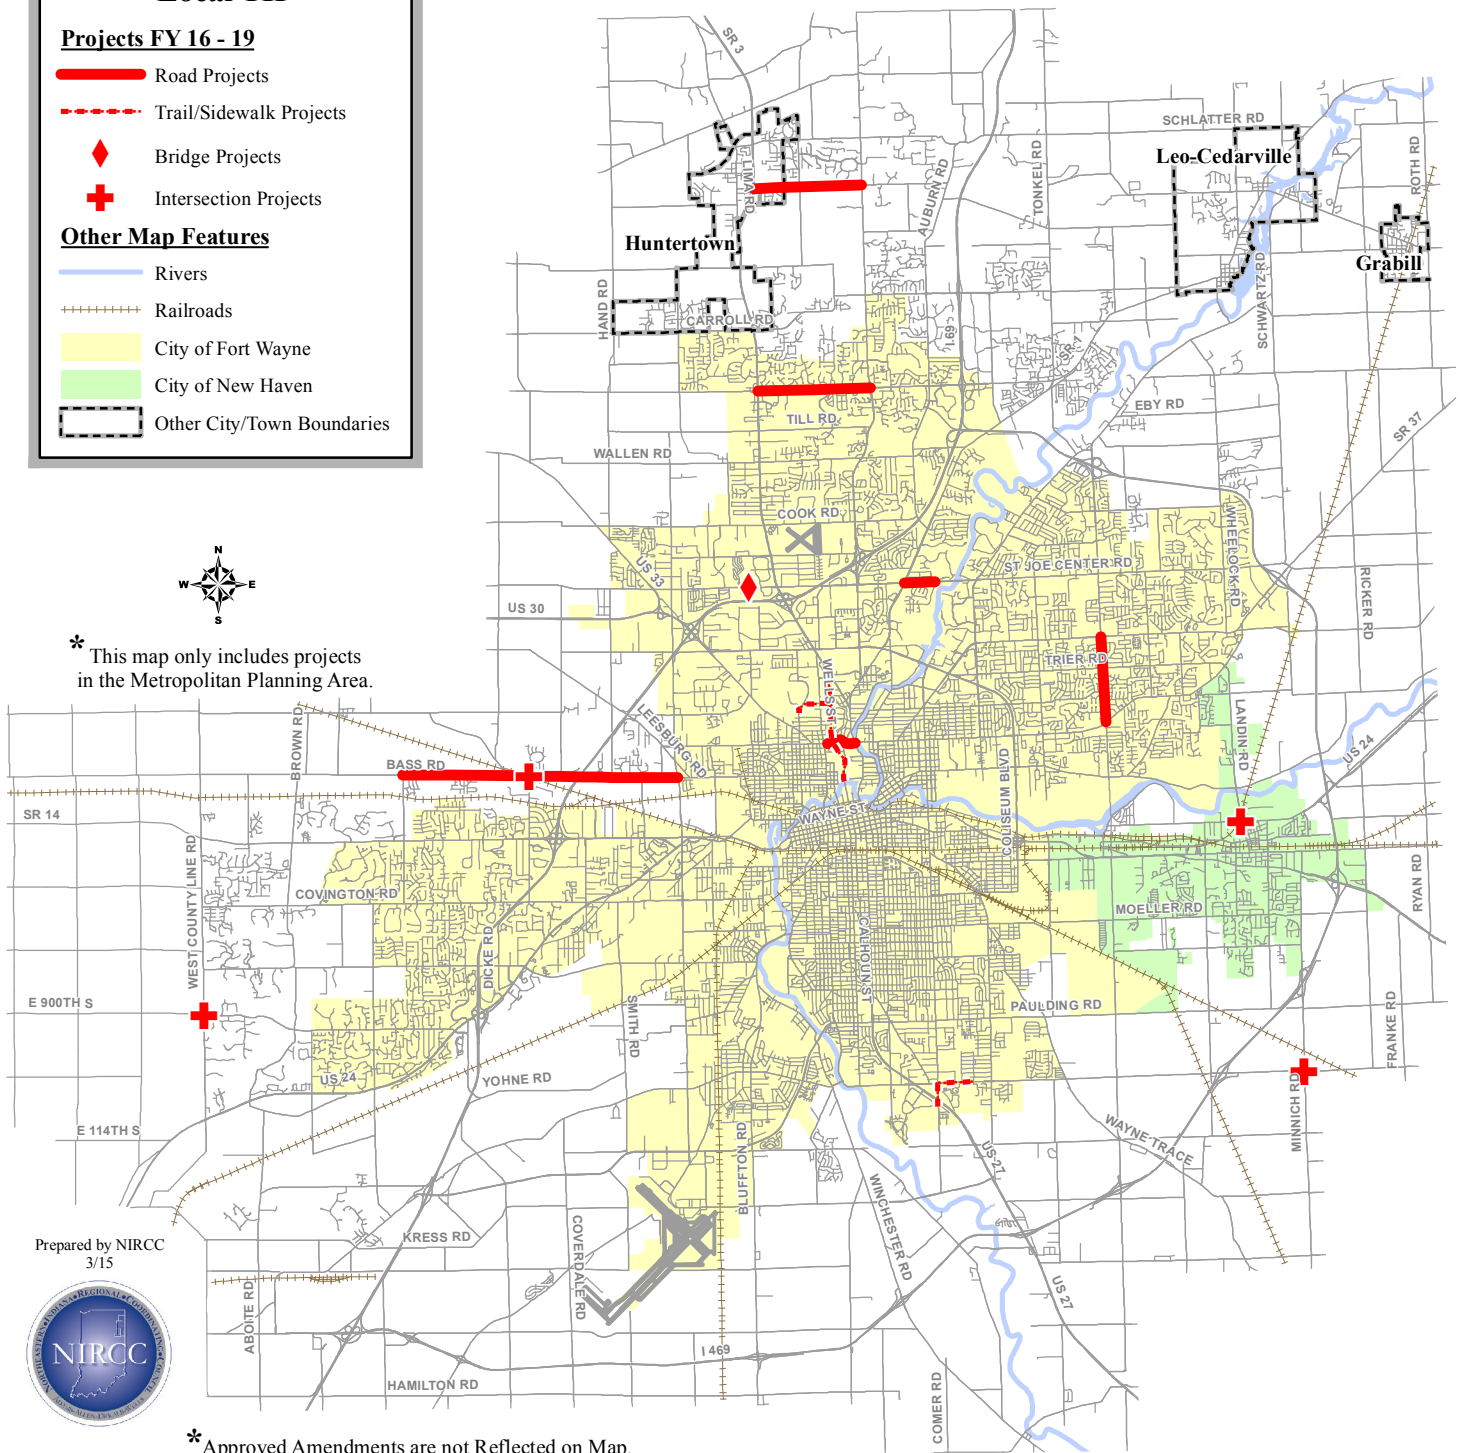 Projects FY 16 - 19
Road Projects
Trail/Sidewalk Projects
Bridge Projects
Intersection Projects
Other Map Features
Rivers
Railroads
City of Fort Wayne
City of New Haven
Other City/Town Boundaries
SR 3
SCHLATTER RD
Leo-Cedarville
ROTH RD
TONKEL RD
AUBURN RD
LIMA RD
Huntertown
Grabill
SCHWARTZ RD
HAND RD
CARROLL RD
I 69
SR 1
EBY RD
SR 37
TILL RD
WALLEN RD
COOK RD
WHEELOCK RD
US 33
ST JOE CENTER RD
RICKER RD
US 30
N
W
E
S
* This map only includes projects
in the Metropolitan Planning Area.
TRIER RD
WELLS ST
LEESBURG RD
BROWN RD
LANDIN RD
US 24
BASS RD
COLISEUM BLVD
SR 14
WAYNE ST
WEST COUNTY LINE RD
COVINGTON RD
RYAN RD
MOELLER RD
DICKE RD
CALHOUN ST
E 900TH S
SMITH RD
PAULDING RD
FRANKE RD
US 24
YOHNE RD
MINNICH RD
E 114TH S
WAYNE TRACE
BLUFFTON RD
US 27
WINCHESTER RD
KRESS RD
COVERDALE RD
Prepared by NIRCC
3/15
ABOITE RD
US 27
I 469
NORTHEASTERN•INDIANA•REGIONAL•COORDINATING•COUNCIL
NIRCC
HAMILTON RD
COMER RD
*Approved Amendments are not Reflected on Map.